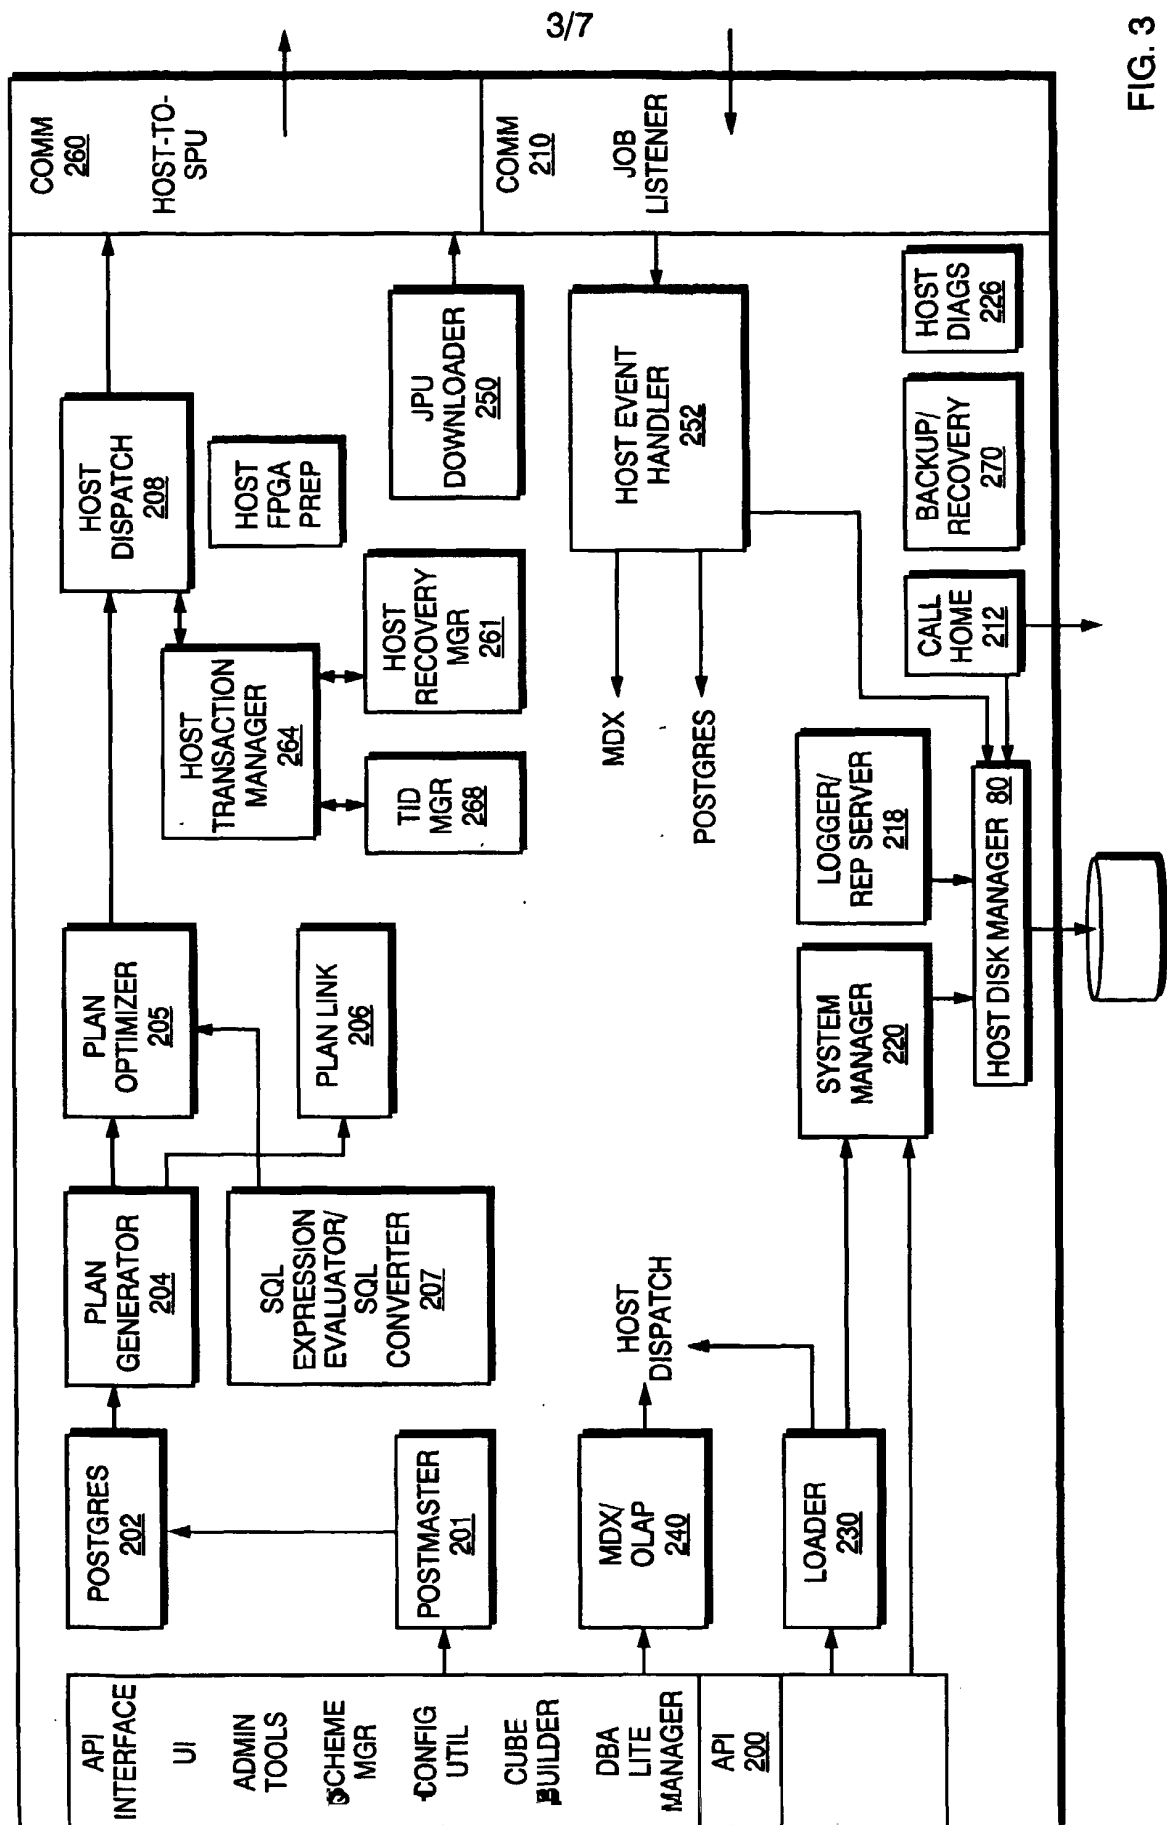 3/7
FIG. 3
COMM
260
HOST-TO-
SPU
COMM
210
JOB
LISTENER
HOST
DISPATCH
208
HOST
FPGA
PREP
JPU
DOWNLOADER
250
HOST EVENT
HANDLER
252
HOST
DIAGS
226
BACKUP/
RECOVERY
270
CALL
HOME
212
HOST
TRANSACTION
MANAGER
264
HOST
RECOVERY
MGR
261
TID
MGR
268
MDX
POSTGRES
LOGGER/
REP SERVER
218
SYSTEM
MANAGER
220
HOST DISK MANAGER 80
PLAN
OPTIMIZER
205
PLAN LINK
206
PLAN
GENERATOR
204
SQL
EXPRESSION
EVALUATOR/
SQL
CONVERTER
207
HOST
DISPATCH
POSTGRES
202
POSTMASTER
201
MDX/
OLAP
240
LOADER
230
API
INTERFACE
UI
ADMIN
TOOLS
SCHEME
MGR
CONFIG
UTIL
CUBE
BUILDER
DBA
LITE
MANAGER
API
200